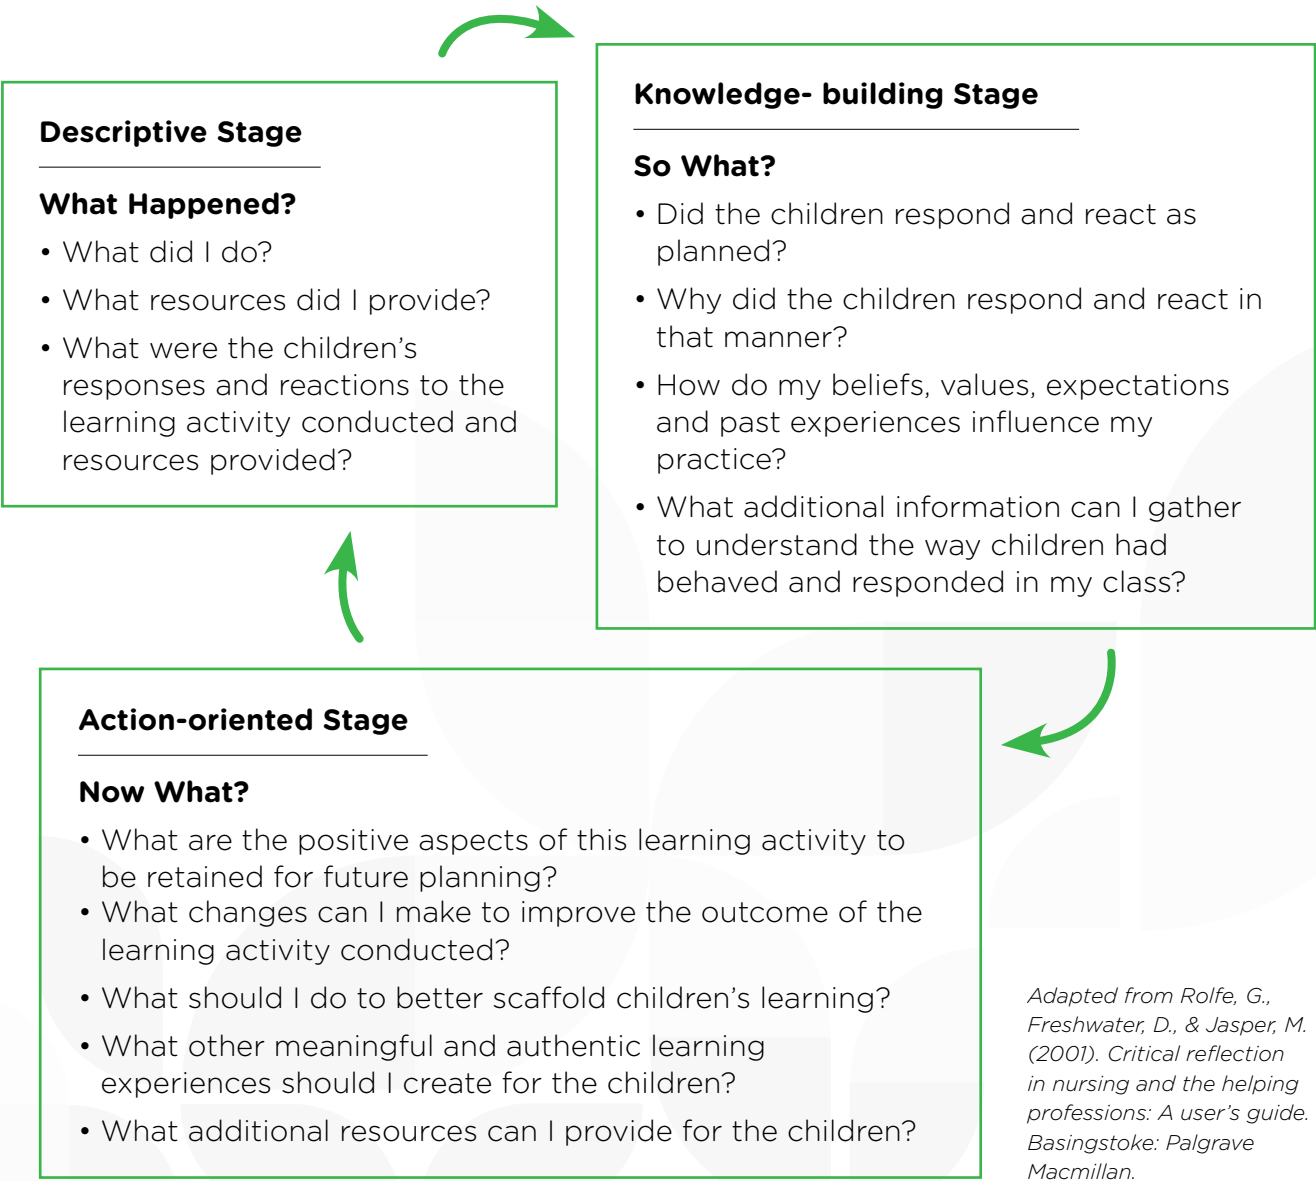 Descriptive Stage
What Happened?
• What did I do?
• What resources did I provide?
• What were the children’s
responses and reactions to the
learning activity conducted and
resources provided?
Knowledge- building Stage
So What?
• Did the children respond and react as
planned?
• Why did the children respond and react in
that manner?
• How do my beliefs, values, expectations
and past experiences influence my
practice?
• What additional information can I gather
to understand the way children had
behaved and responded in my class?
Action-oriented Stage
Now What?
• What are the positive aspects of this learning activity to
be retained for future planning?
• What changes can I make to improve the outcome of the
learning activity conducted?
• What should I do to better scaffold children’s learning?
• What other meaningful and authentic learning
experiences should I create for the children?
• What additional resources can I provide for the children?
Adapted from Rolfe, G.,
Freshwater, D., & Jasper, M.
(2001). Critical reflection
in nursing and the helping
professions: A user’s guide.
Basingstoke: Palgrave
Macmillan.